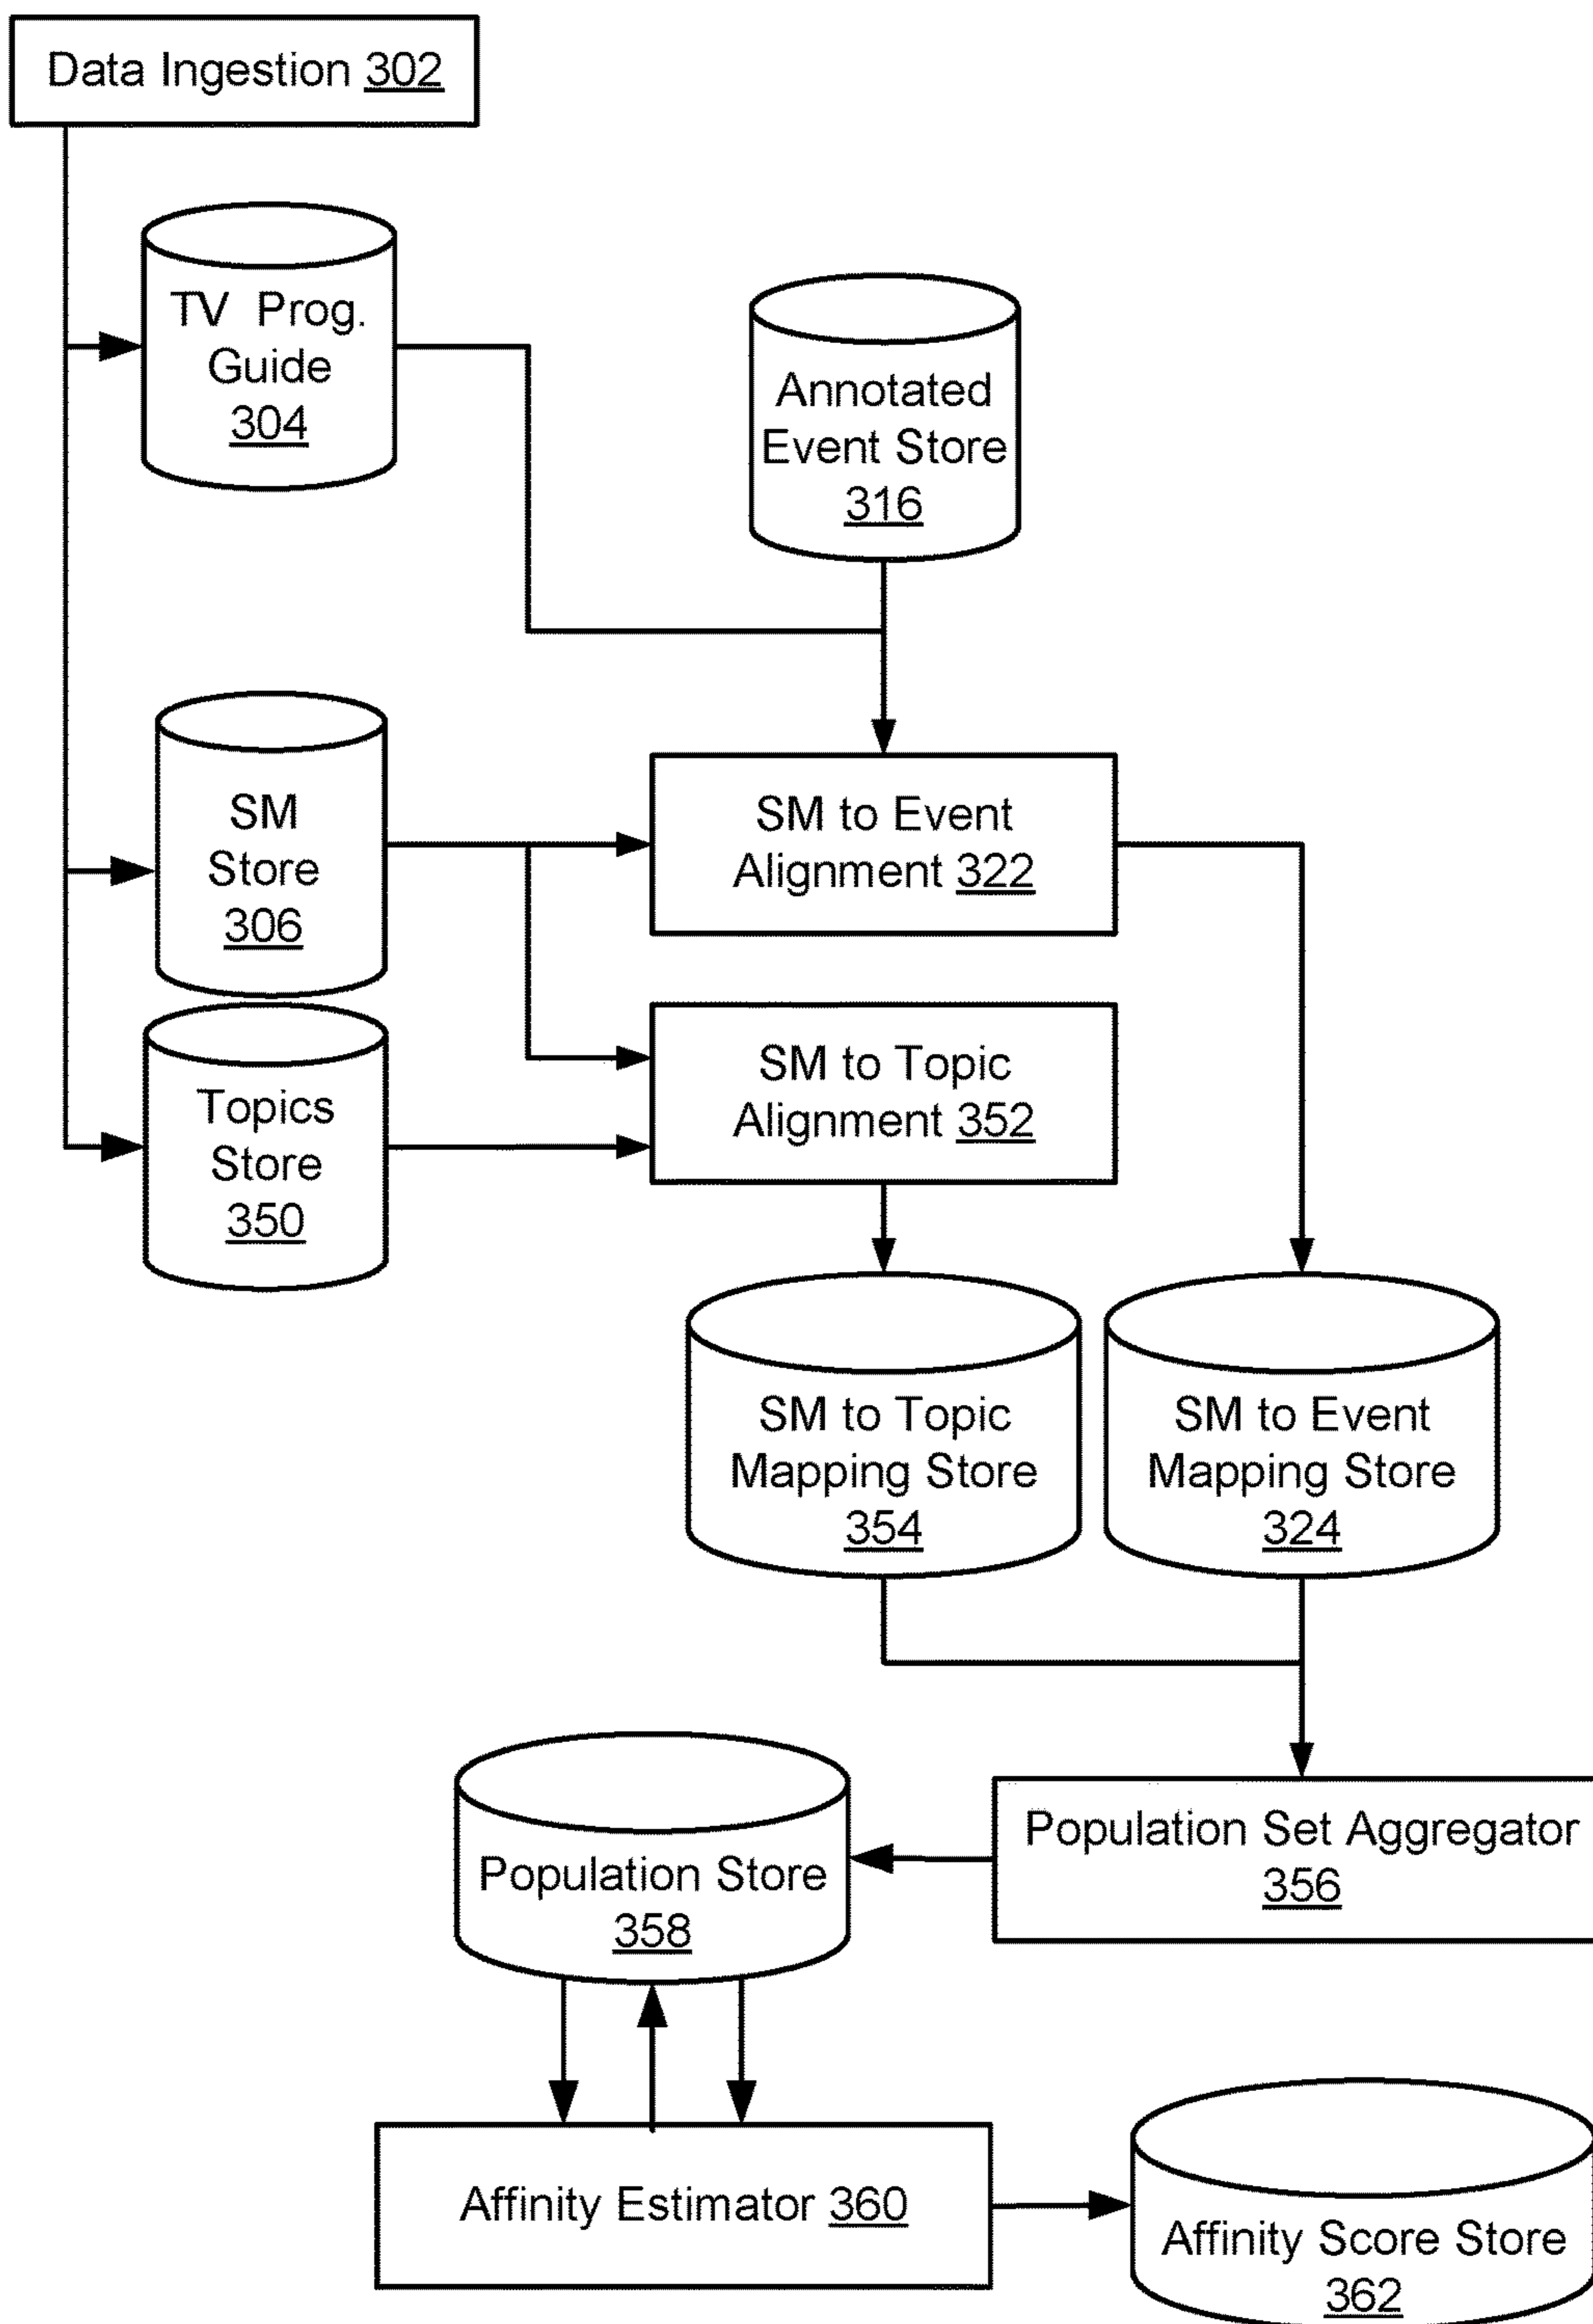 Data Ingestion 302
TV Prog.
Guide
304
Annotated
Event Store
316
SM
Store
306
SM to Event
Alignment 322
SM to Topic
Alignment 352
Topics
Store
350
SM to Topic
Mapping Store
354
SM to Event
Mapping Store
324
Population Set Aggregator
356
Population Store
358
Affinity Estimator 360
Affinity Score Store
362